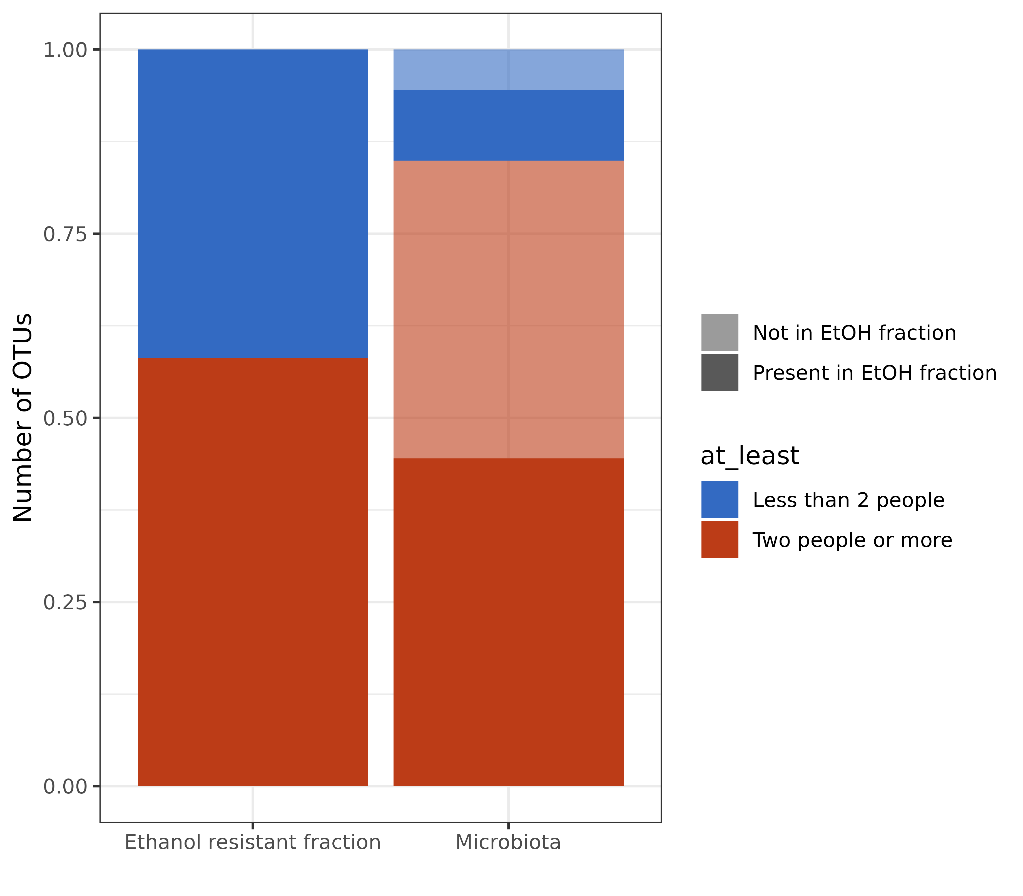 Number of OTUs
1.00
0.75
0.50
0.25
0.00
Ethanol resistant fraction
Microbiota
Not in EtOH fraction
Present in EtOH fraction
at_least
Less than 2 people
Two people or more